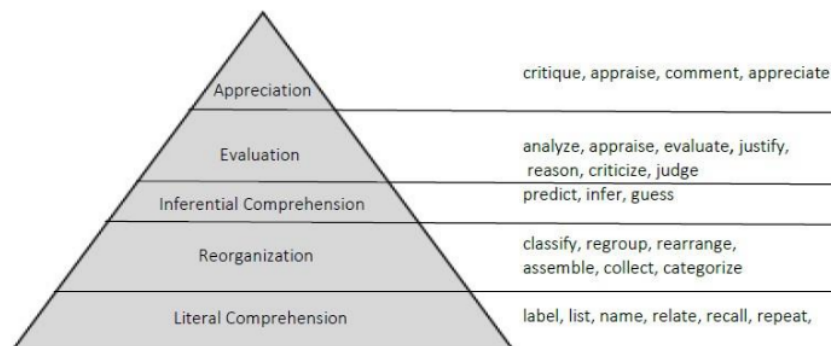 critique, appraise, comment, appreciate
Appreciation
analyze, appraise, evaluate, justify,
Evaluation
reason, criticize, judge
predict, infer, guess
Inferential Comprehension
classify, regroup, rearrange,
Reorganization
assemble, collect, categorize
Literal Comprehension
label, list, name, relate, recall, repeat,